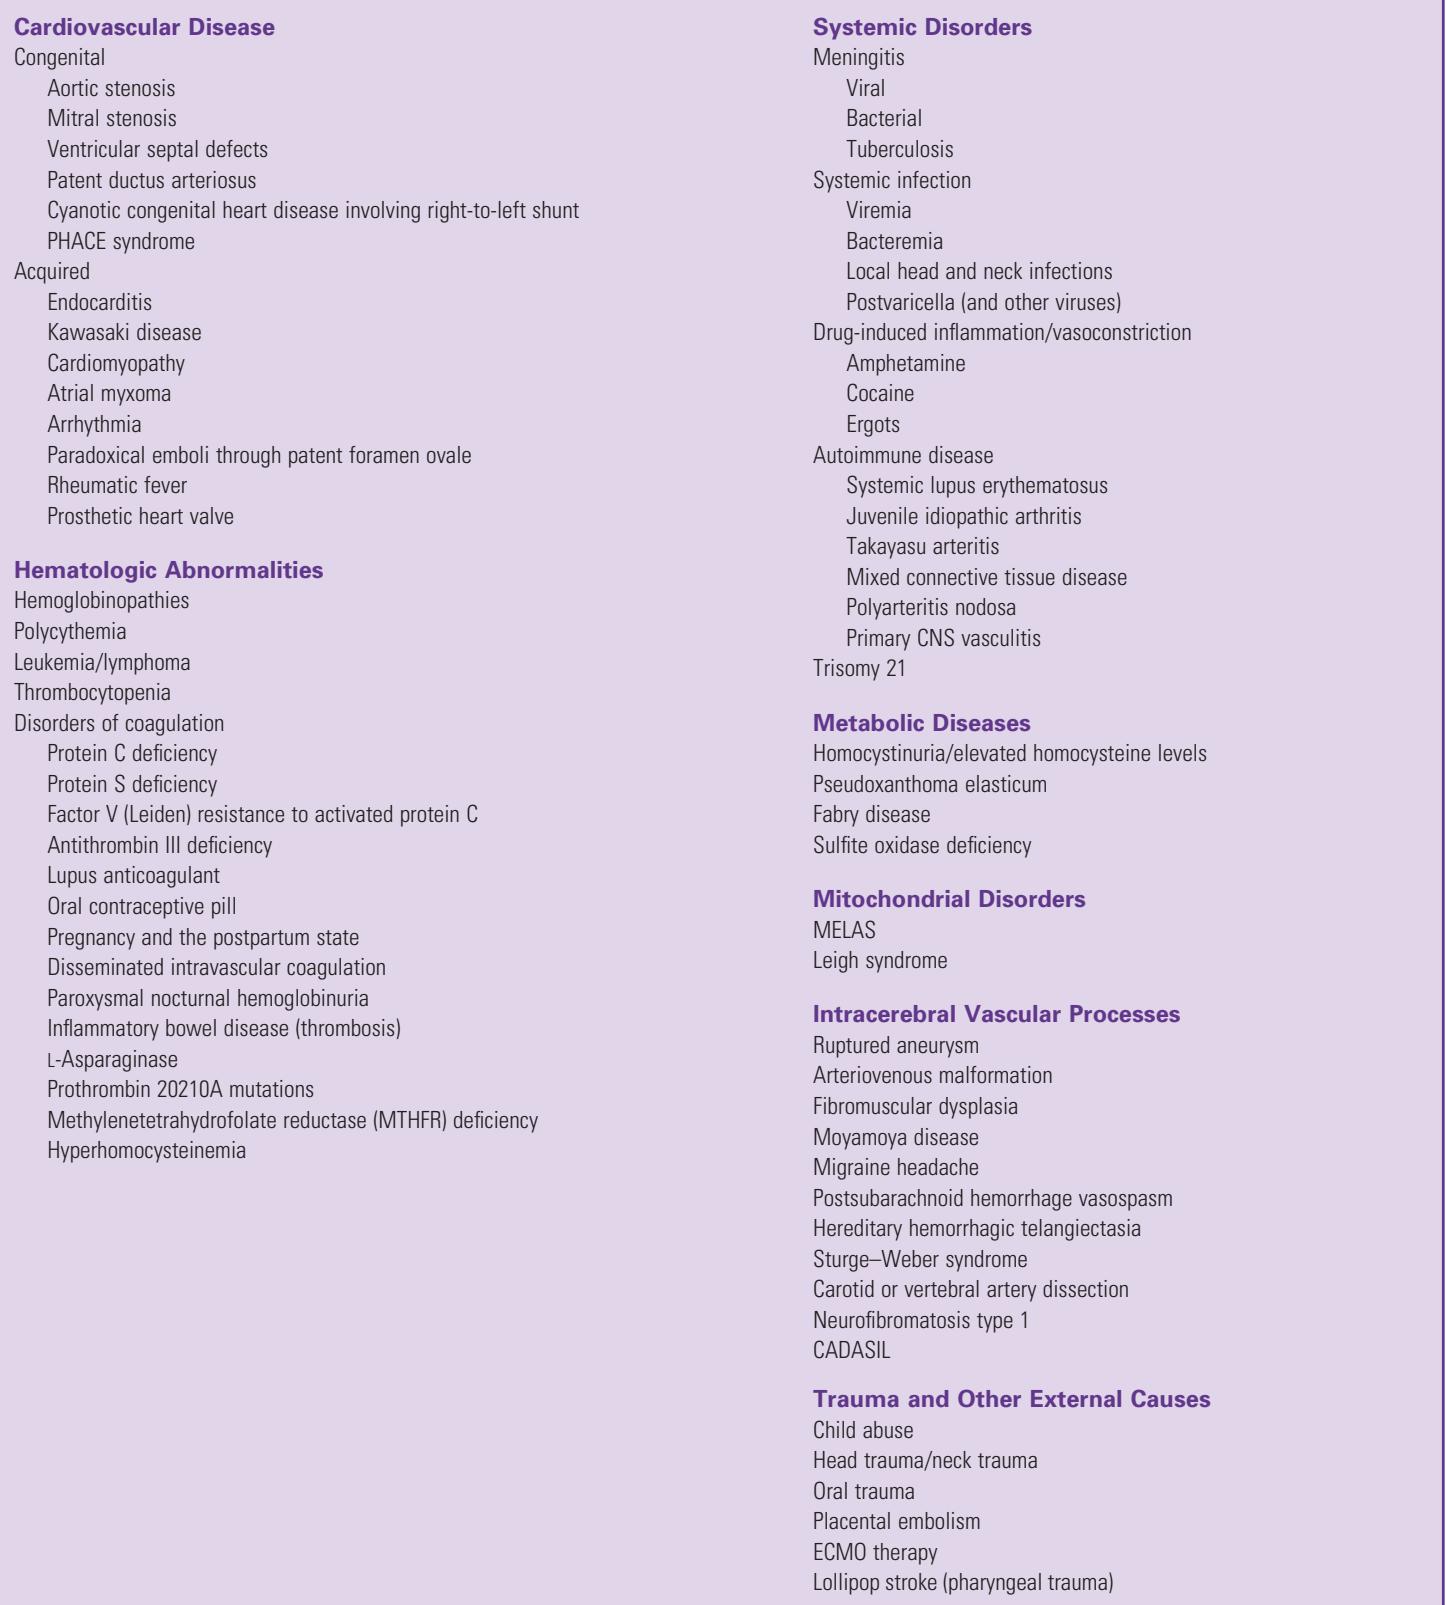 Cardiovascular Disease
Congenital
Aortic stenosis
Mitral stenosis
Ventricular septal defects
Patent ductus arteriosus
Cyanotic congenital heart disease involving right-to-left shunt
PHACE syndrome
Acquired
Endocarditis
Kawasaki disease
Cardiomyopathy
Atrial myxoma
Arrhythmia
Paradoxical emboli through patent foramen ovale
Rheumatic fever
Prosthetic heart valve
Hematologic Abnormalities
Hemoglobinopathies
Polycythemia
Leukemia/lymphoma
Thrombocytopenia
Disorders of coagulation
Protein C deficiency
Protein S deficiency
Factor V (Leiden) resistance to activated protein C
Antithrombin III deficiency
Lupus anticoagulant
Oral contraceptive pill
Pregnancy and the postpartum state
Disseminated intravascular coagulation
Paroxysmal nocturnal hemoglobinuria
Inflammatory bowel disease (thrombosis)
L-Asparaginase
Prothrombin 20210A mutations
Methylenetetrahydrofolate reductase (MTHFR) deficiency
Hyperhomocysteinemia
Systemic Disorders
Meningitis
Viral
Bacterial
Tuberculosis
Systemic infection
Viremia
Bacteremia
Local head and neck infections
Postvaricella (and other viruses)
Drug-induced inflammation/vasoconstriction
Amphetamine
Cocaine
Ergots
Autoimmune disease
Systemic lupus erythematosus
Juvenile idiopathic arthritis
Takayasu arteritis
Mixed connective tissue disease
Polyarteritis nodosa
Primary CNS vasculitis
Trisomy 21
Metabolic Diseases
Homocystinuria/elevated homocysteine levels
Pseudoxanthoma elasticum
Fabry disease
Sulfite oxidase deficiency
Mitochondrial Disorders
MELAS
Leigh syndrome
Intracerebral Vascular Processes
Ruptured aneurysm
Arteriovenous malformation
Fibromuscular dysplasia
Moyamoya disease
Migraine headache
Postsubarachnoid hemorrhage vasospasm
Hereditary hemorrhagic telangiectasia
Sturge–Weber syndrome
Carotid or vertebral artery dissection
Neurofibromatosis type 1
CADASIL
Trauma and Other External Causes
Child abuse
Head trauma/neck trauma
Oral trauma
Placental embolism
ECMO therapy
Lollipop stroke (pharyngeal trauma)